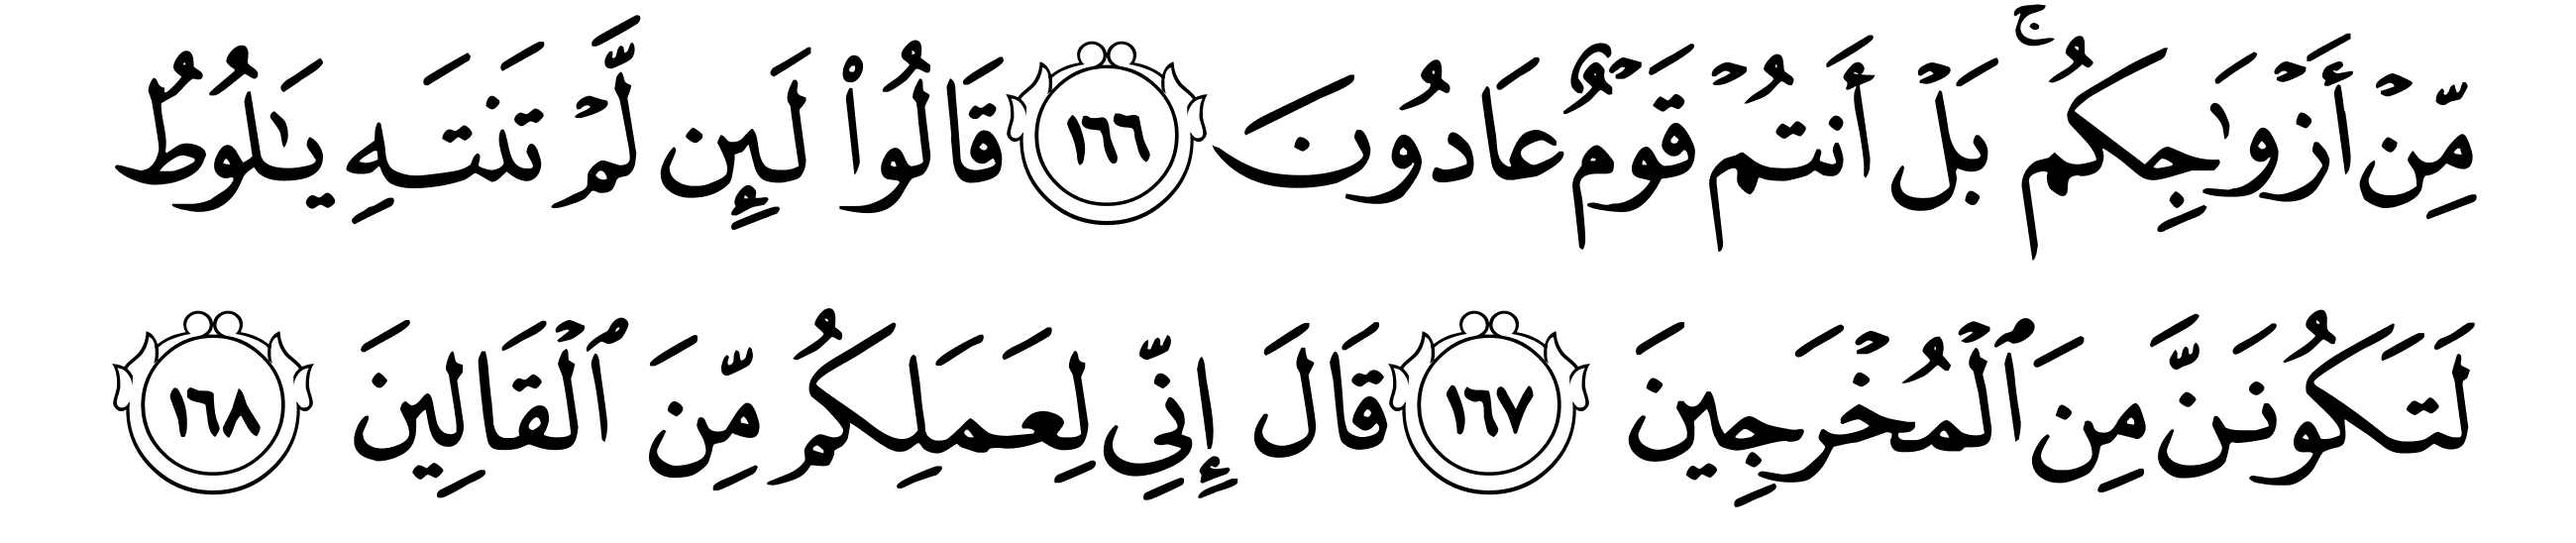 مِّنۡ أَزۡوَٰجِكُمۚ بَلۡ أَنتُمۡ قَوۡمٌ عَادُونَ ١٦٦ قَالُواْ لَئِن لَّمۡ تَنتَهِ يَٰلُوطُ
لَتَكُونَنَّ مِنَ ٱلۡمُخۡرَجِينَ ١٦٧ قَالَ إِنِّي لِعَمَلِكُم مِّنَ ٱلۡقَالِينَ ١٦٨